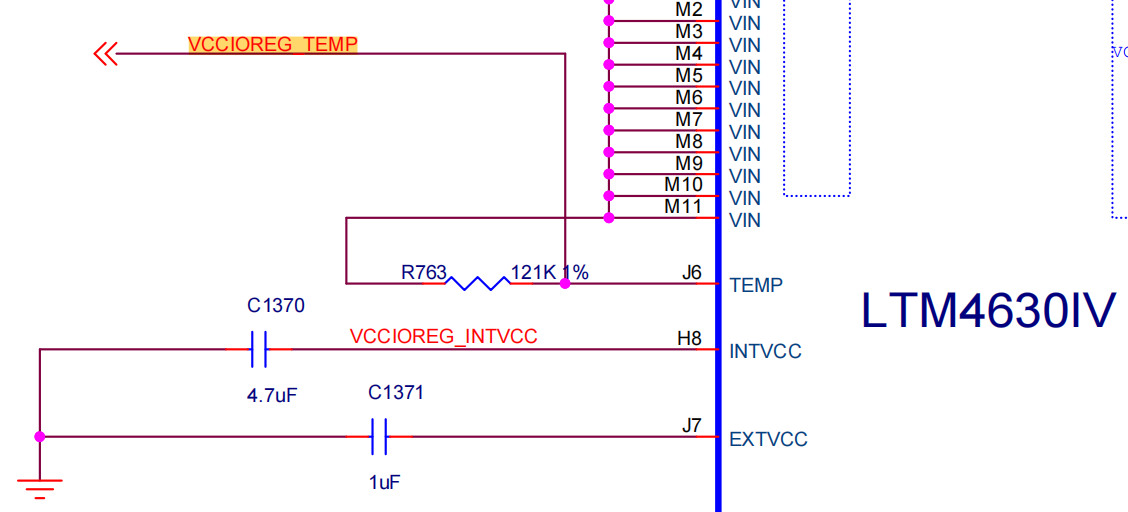 VIN
M2 VIN
VCCIOREG_TEMP M3 VIN
M4 VIN
M5 VIN
M6 VIN
M7 VIN
M8 VIN
M9 VIN
M10 VIN
M11 VIN
R763 121K 1% J6 TEMP
LTM4630IV
C1370
VCCIOREG_INTVCC H8 INTVCC
4.7uF
C1371
J7 EXTVCC
1uF